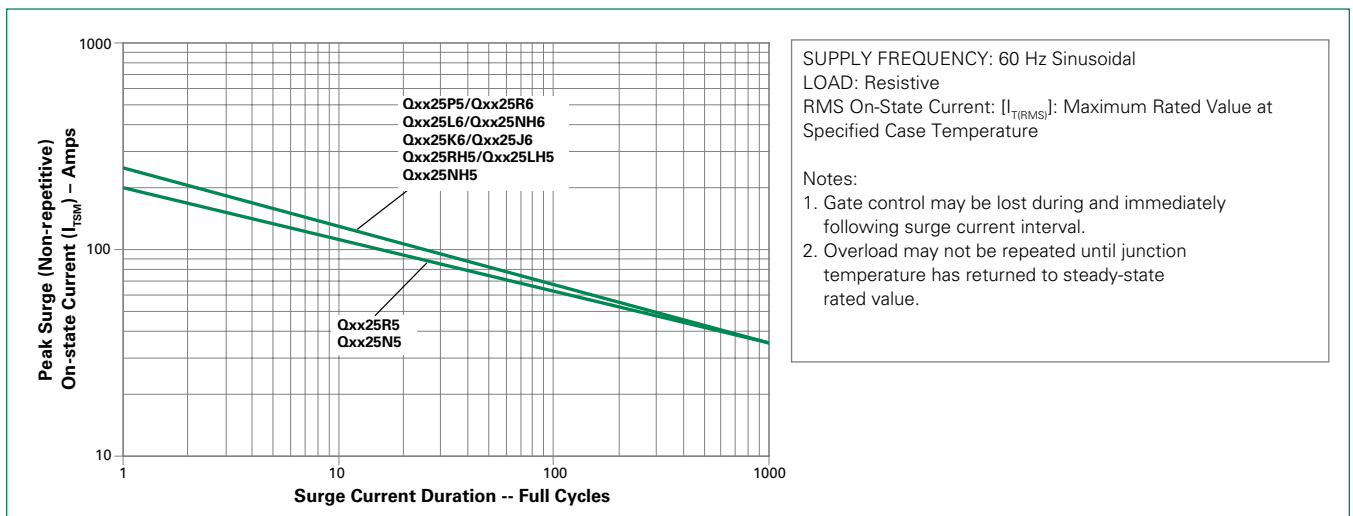 1000
100
10
1
10
100
1000
Peak Surge (Non-repetitive)
On-state Current (I_TSM) – Amps
Surge Current Duration -- Full Cycles
Qxx25P5/Qxx25R6
Qxx25L6/Qxx25NH6
Qxx25K6/Qxx25J6
Qxx25RH5/Qxx25LH5
Qxx25NH5
Qxx25R5
Qxx25N5
SUPPLY FREQUENCY: 60 Hz Sinusoidal
LOAD: Resistive
RMS On-State Current: [I_T(RMS)]: Maximum Rated Value at
Specified Case Temperature
Notes:
1. Gate control may be lost during and immediately
following surge current interval.
2. Overload may not be repeated until junction
temperature has returned to steady-state
rated value.